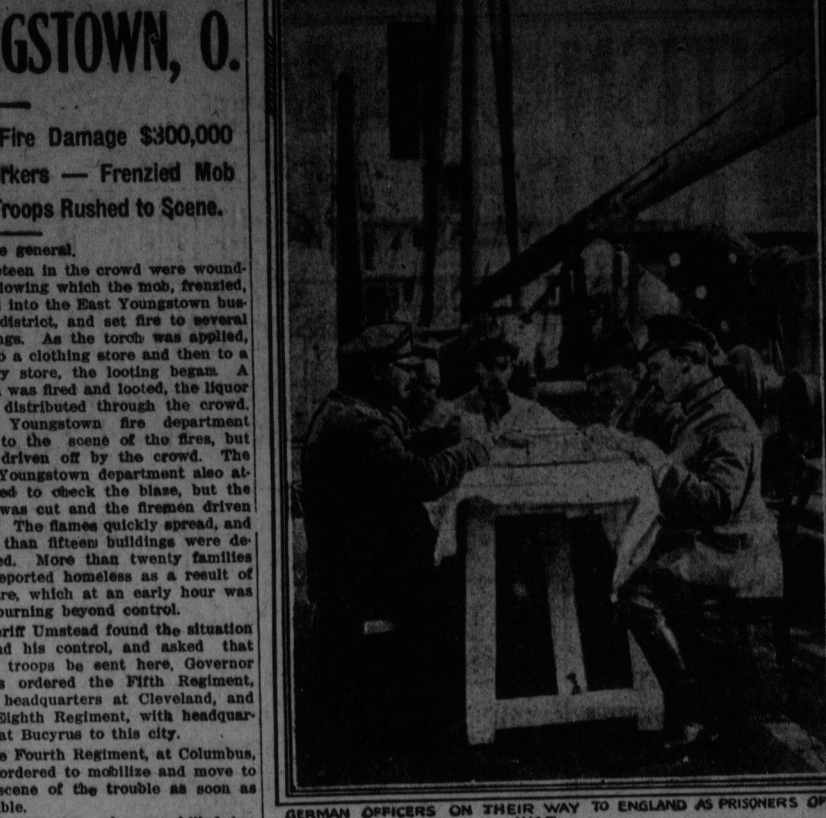 GSTOWN, O.
Fire Damage $300,000
rkers — Frenzied Mob
Troops Rushed to Scene.
e general.
eteen in the crowd were wound-
lowing which the mob, frenzied,
into the East Youngstown bus-
district, and set fire to several
ngs. As the torch was applied,
o a clothing store and then to a
y store, the looting began. A
was fired and looted, the liquor
distributed through the crowd.
Youngstown fire department
to the scene of the fires, but
driven off by the crowd. The
Youngstown department also at-
ed to check the blaze, but the
was cut and the firemen driven
The flames quickly spread, and
than fifteen buildings were de-
ed. More than twenty families
eported homeless as a result of
re, which at an early hour was
ourning beyond control.
riff Umstead found the situation
nd his control, and asked that
troops be sent here. Governor
s ordered the Fifth Regiment,
headquarters at Cleveland, and
Eighth Regiment, with headquar-
at Bucyrus to this city.
e Fourth Regiment, at Columbus,
ordered to mobilize and move to
scene of the trouble as soon as
ble.
GERMAN OFFICERS ON THEIR WAY TO ENGLAND AS PRISONERS OF